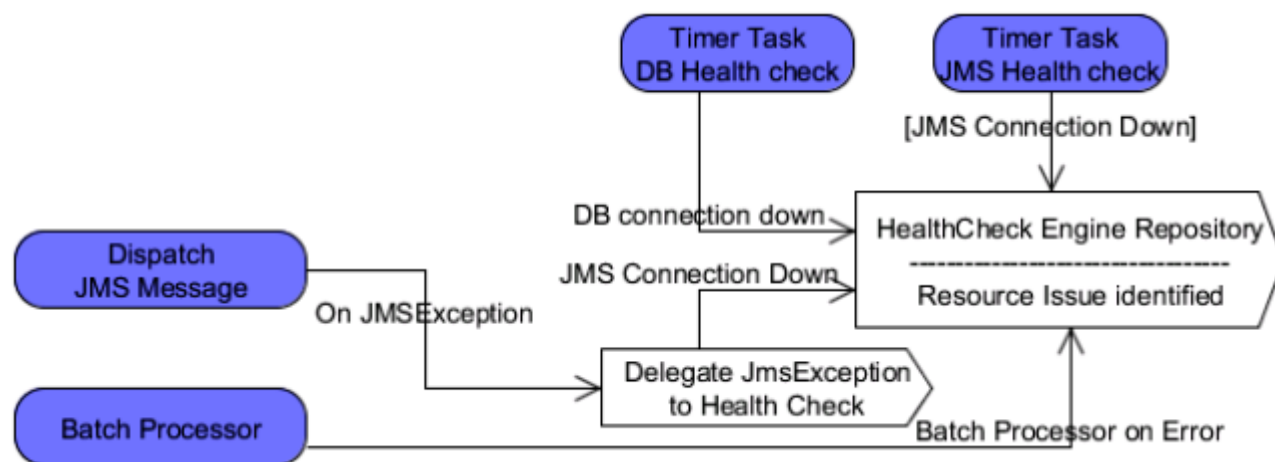 Timer Task
DB Health check
Timer Task
JMS Health check
[JMS Connection Down]
DB connection down
HealthCheck Engine Repository
-----------------------------------
Resource Issue identified
Dispatch
JMS Message
JMS Connection Down
On JMSException
Delegate JmsException
to Health Check
Batch Processor
Batch Processor on Error